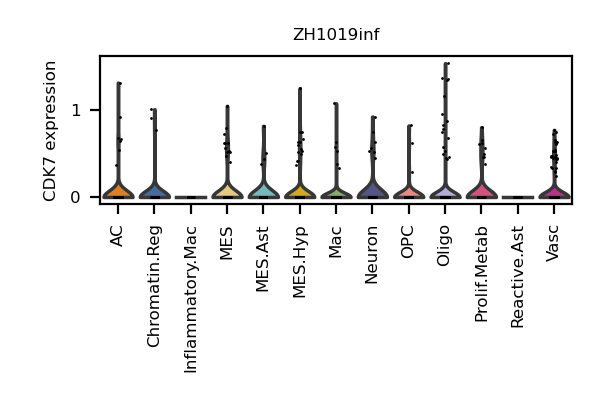 ZH1019inf
CDK7 expression
1
0
AC
Chromatin.Reg
Inflammatory.Mac
MES
MES.Ast
MES.Hyp
Mac
Neuron
OPC
Oligo
Prolif.Metab
Reactive.Ast
Vasc